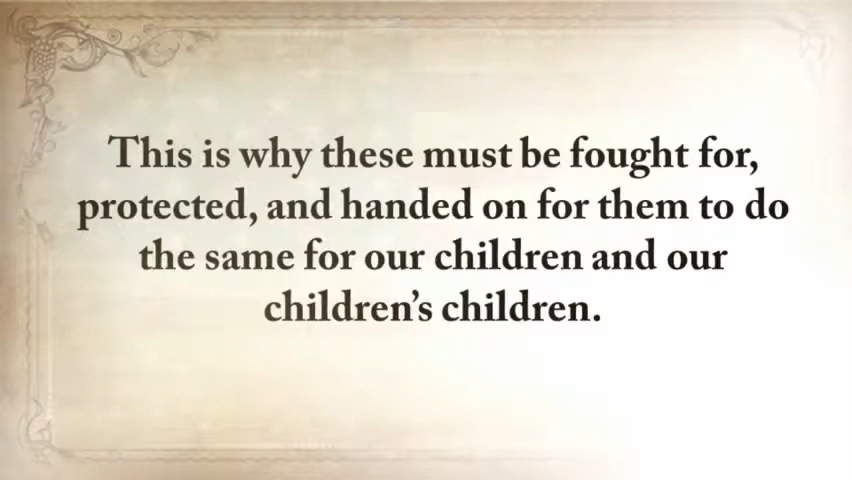 This is why these must be fought for,
protected, and handed on for them to do
the same for our children and our
children’s children.